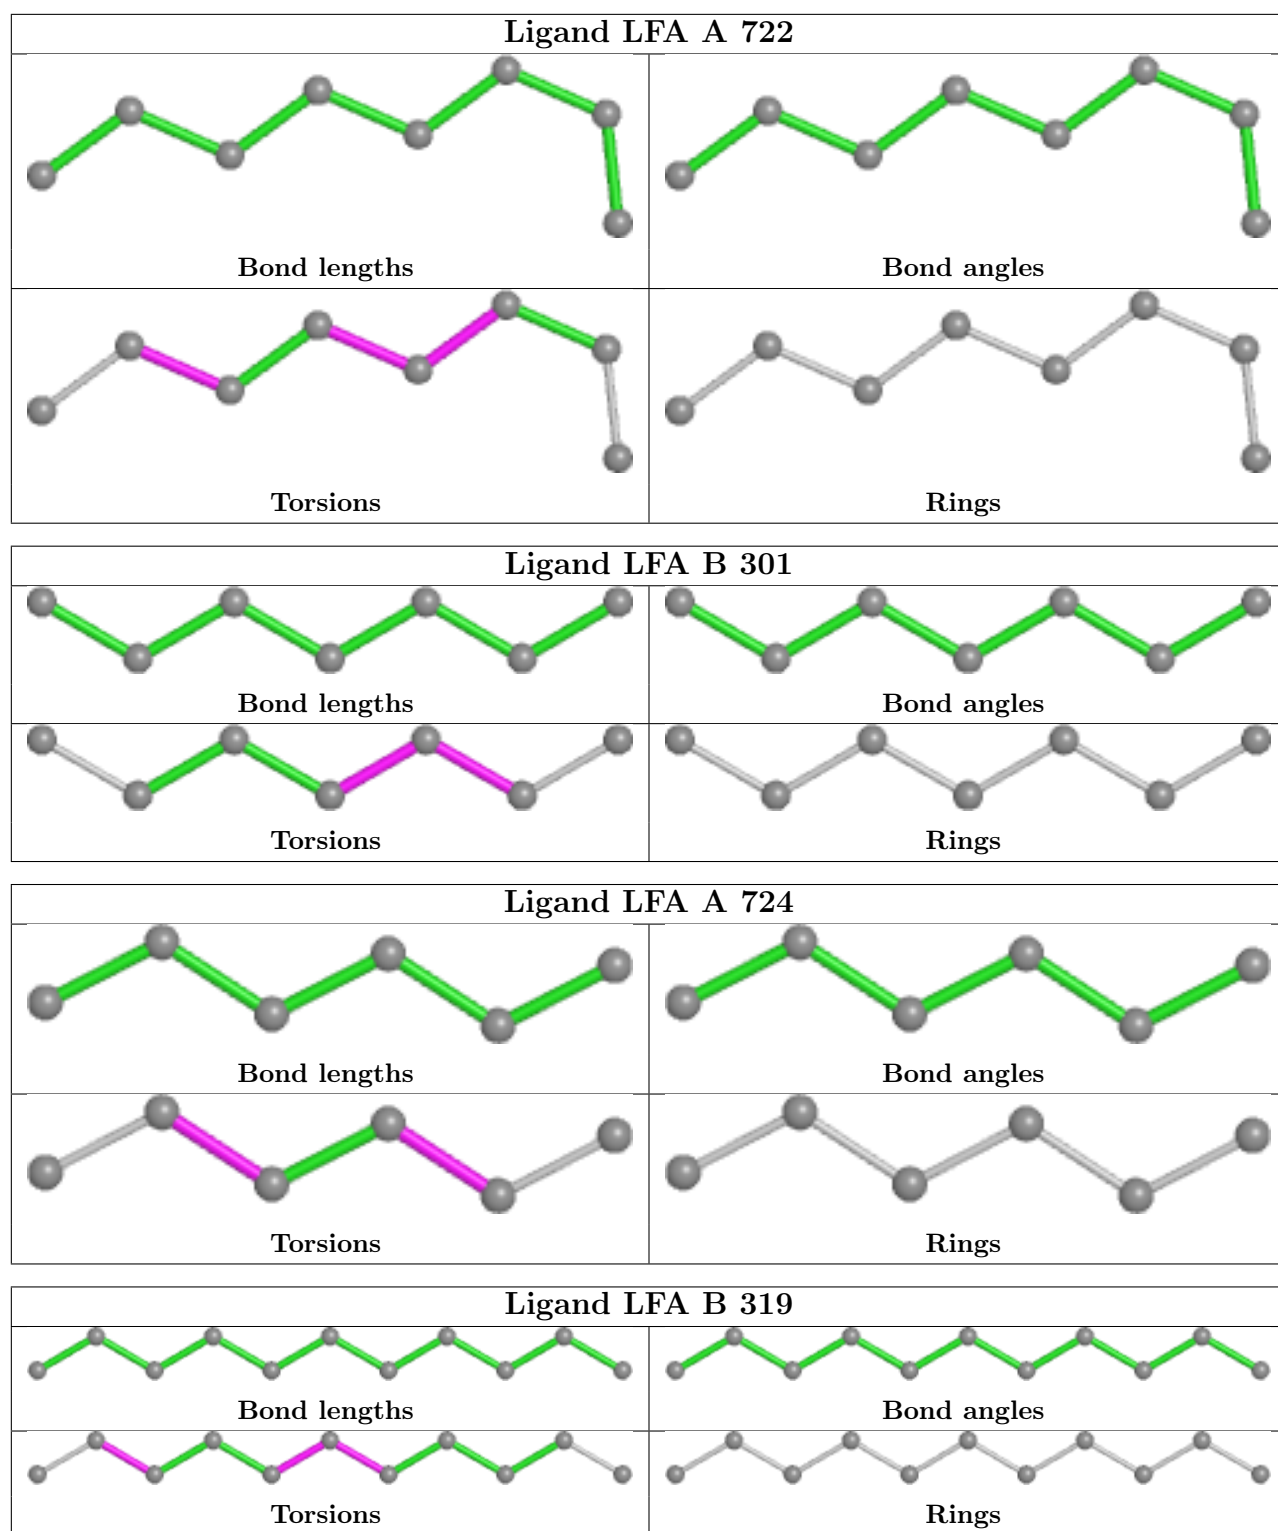 Ligand LFA A 722
Bond lengths
Bond angles
Torsions
Rings
Ligand LFA B 301
Bond lengths
Bond angles
Torsions
Rings
Ligand LFA A 724
Bond lengths
Bond angles
Torsions
Rings
Ligand LFA B 319
Bond lengths
Bond angles
Torsions
Rings